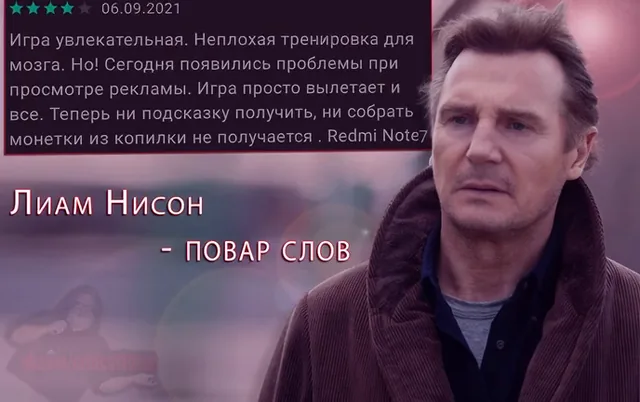 06.09.2021
Игра увлекательная. Неплохая тренировка для
мозга. Но! Сегодня появились проблемы при
просмотре рекламы. Игра просто вылетает и
все. Теперь ни подсказку получить, ни собрать
монетки из копилки не получается . Redmi Note7
Лиам Нисон
- повар слов